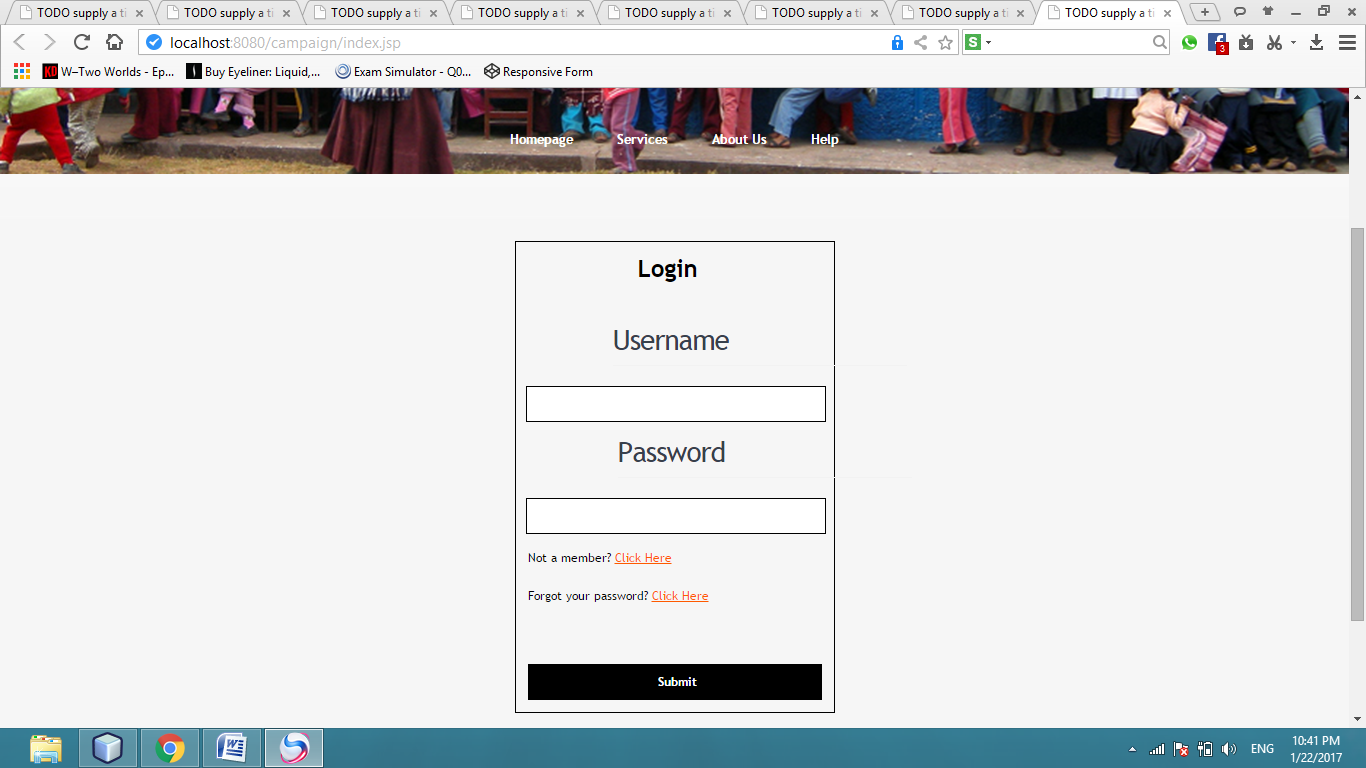 TODO supply a ti TODO supply a ti TODO supply a ti TODO supply a ti TODO supply a ti TODO supply a ti TODO supply a ti TODO supply a ti
localhost:8080/campaign/index.jsp S 3
KD W–Two Worlds - Ep... Buy Eyeliner: Liquid,... Exam Simulator - Q0... Responsive Form
Homepage Services About Us Help
Login
Username
Password
Not a member? Click Here
Forgot your password? Click Here
Submit
ENG
10:41 PM
1/22/2017